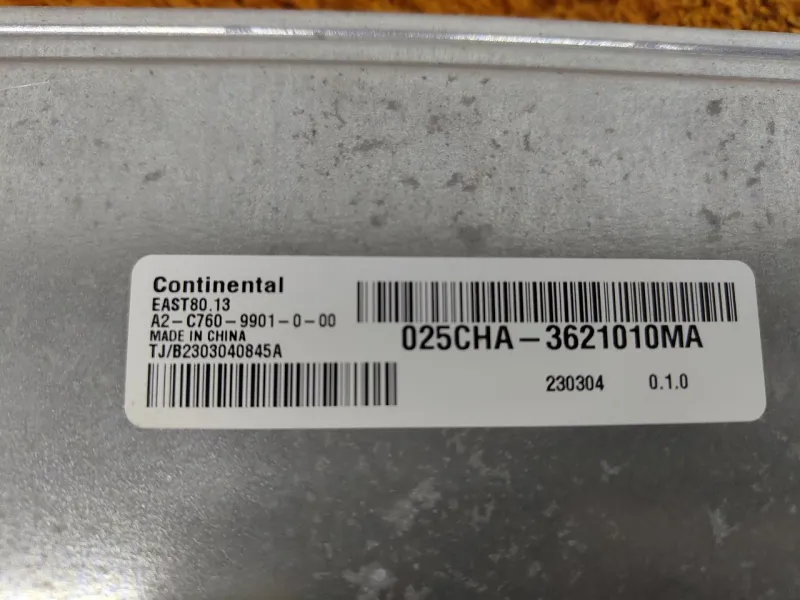 Continental
EAST80.13
A2-C760-9901-0-00
MADE IN CHINA
TJ/B2303040845A
025CHA-3621010MA
230304 0.1.0